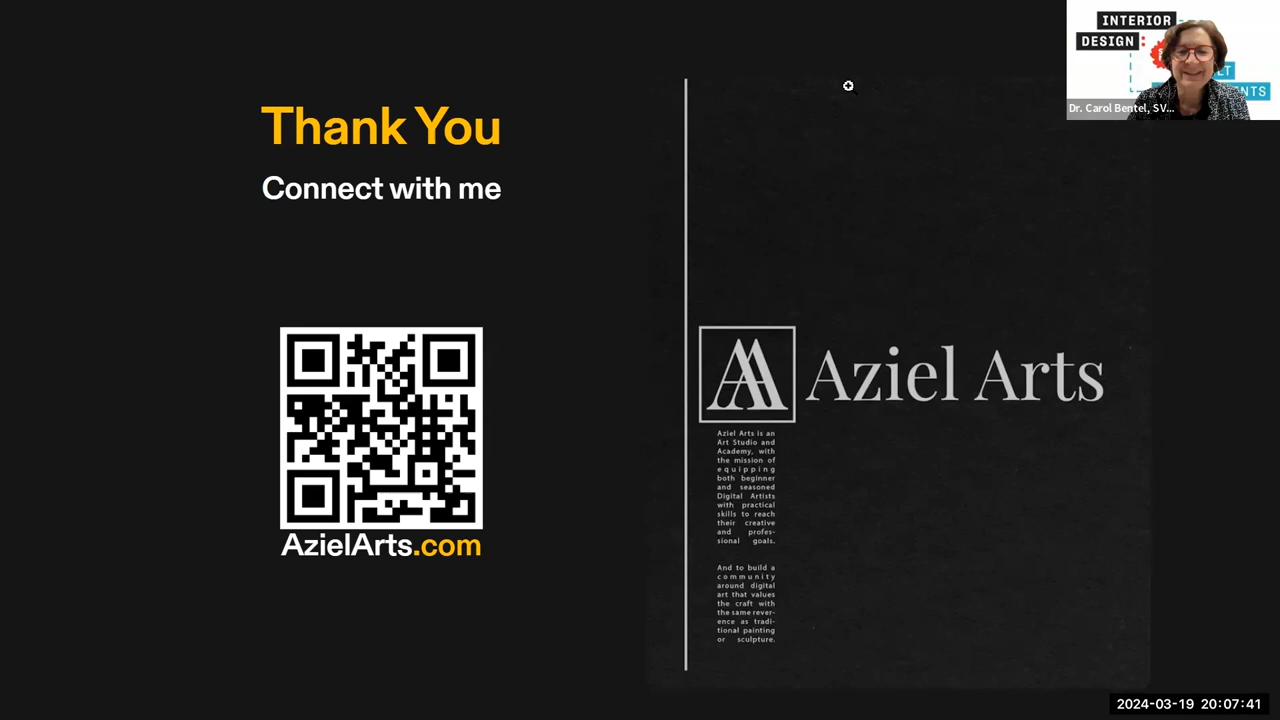 Thank You
Connect with me
AzielArts.com
AA Aziel Arts
Aziel Arts is an
Art Studio and
Academy, with
the mission of
equipping
both beginner
and seasoned
Digital Artists
with practical
skills to reach
their creative
and profes-
sional goals.
And to build a
community
around digital
art that values
the craft with
the same rever-
ence as tradi-
tional painting
or sculpture.
INTERIOR
DESIGN:
Dr. Carol Bentel, SV...
2024-03-19 20:07:41